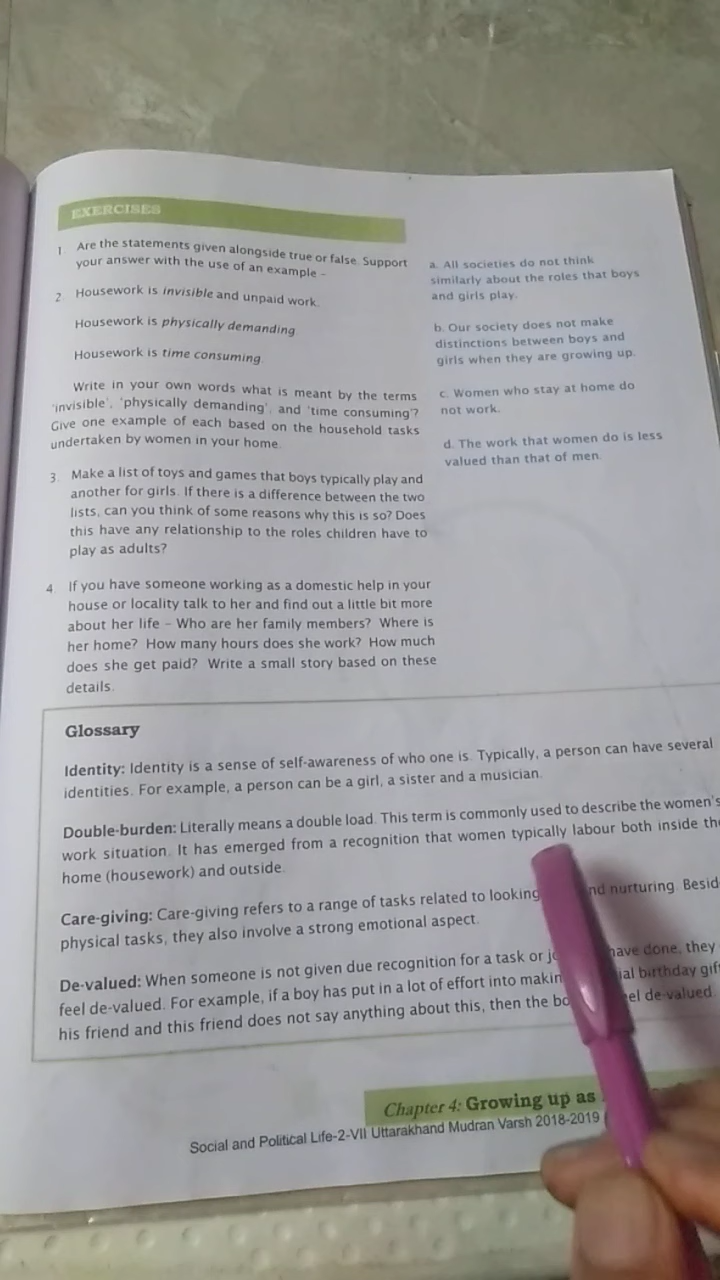 EXERCISES
1. Are the statements given alongside true or false. Support
your answer with the use of an example –
2. Housework is invisible and unpaid work.
Housework is physically demanding.
Housework is time consuming.
Write in your own words what is meant by the terms
'invisible', 'physically demanding', and 'time consuming'?
Give one example of each based on the household tasks
undertaken by women in your home.
3. Make a list of toys and games that boys typically play and
another for girls. If there is a difference between the two
lists, can you think of some reasons why this is so? Does
this have any relationship to the roles children have to
play as adults?
4. If you have someone working as a domestic help in your
house or locality talk to her and find out a little bit more
about her life – Who are her family members? Where is
her home? How many hours does she work? How much
does she get paid? Write a small story based on these
details.
a. All societies do not think
similarly about the roles that boys
and girls play.
b. Our society does not make
distinctions between boys and
girls when they are growing up.
c. Women who stay at home do
not work.
d. The work that women do is less
valued than that of men.
Glossary
Identity: Identity is a sense of self-awareness of who one is. Typically, a person can have several
identities. For example, a person can be a girl, a sister and a musician.
Double-burden: Literally means a double load. This term is commonly used to describe the women's
work situation. It has emerged from a recognition that women typically labour both inside the
home (housework) and outside.
Care-giving: Care-giving refers to a range of tasks related to looking nd nurturing. Besid
physical tasks, they also involve a strong emotional aspect.
De-valued: When someone is not given due recognition for a task or have done, they
feel de-valued. For example, if a boy has put in a lot of effort into makin ial birthday gif
his friend and this friend does not say anything about this, then the bo el de-valued.
Chapter 4: Growing up as
Social and Political Life-2-VII Uttarakhand Mudran Varsh 2018-2019